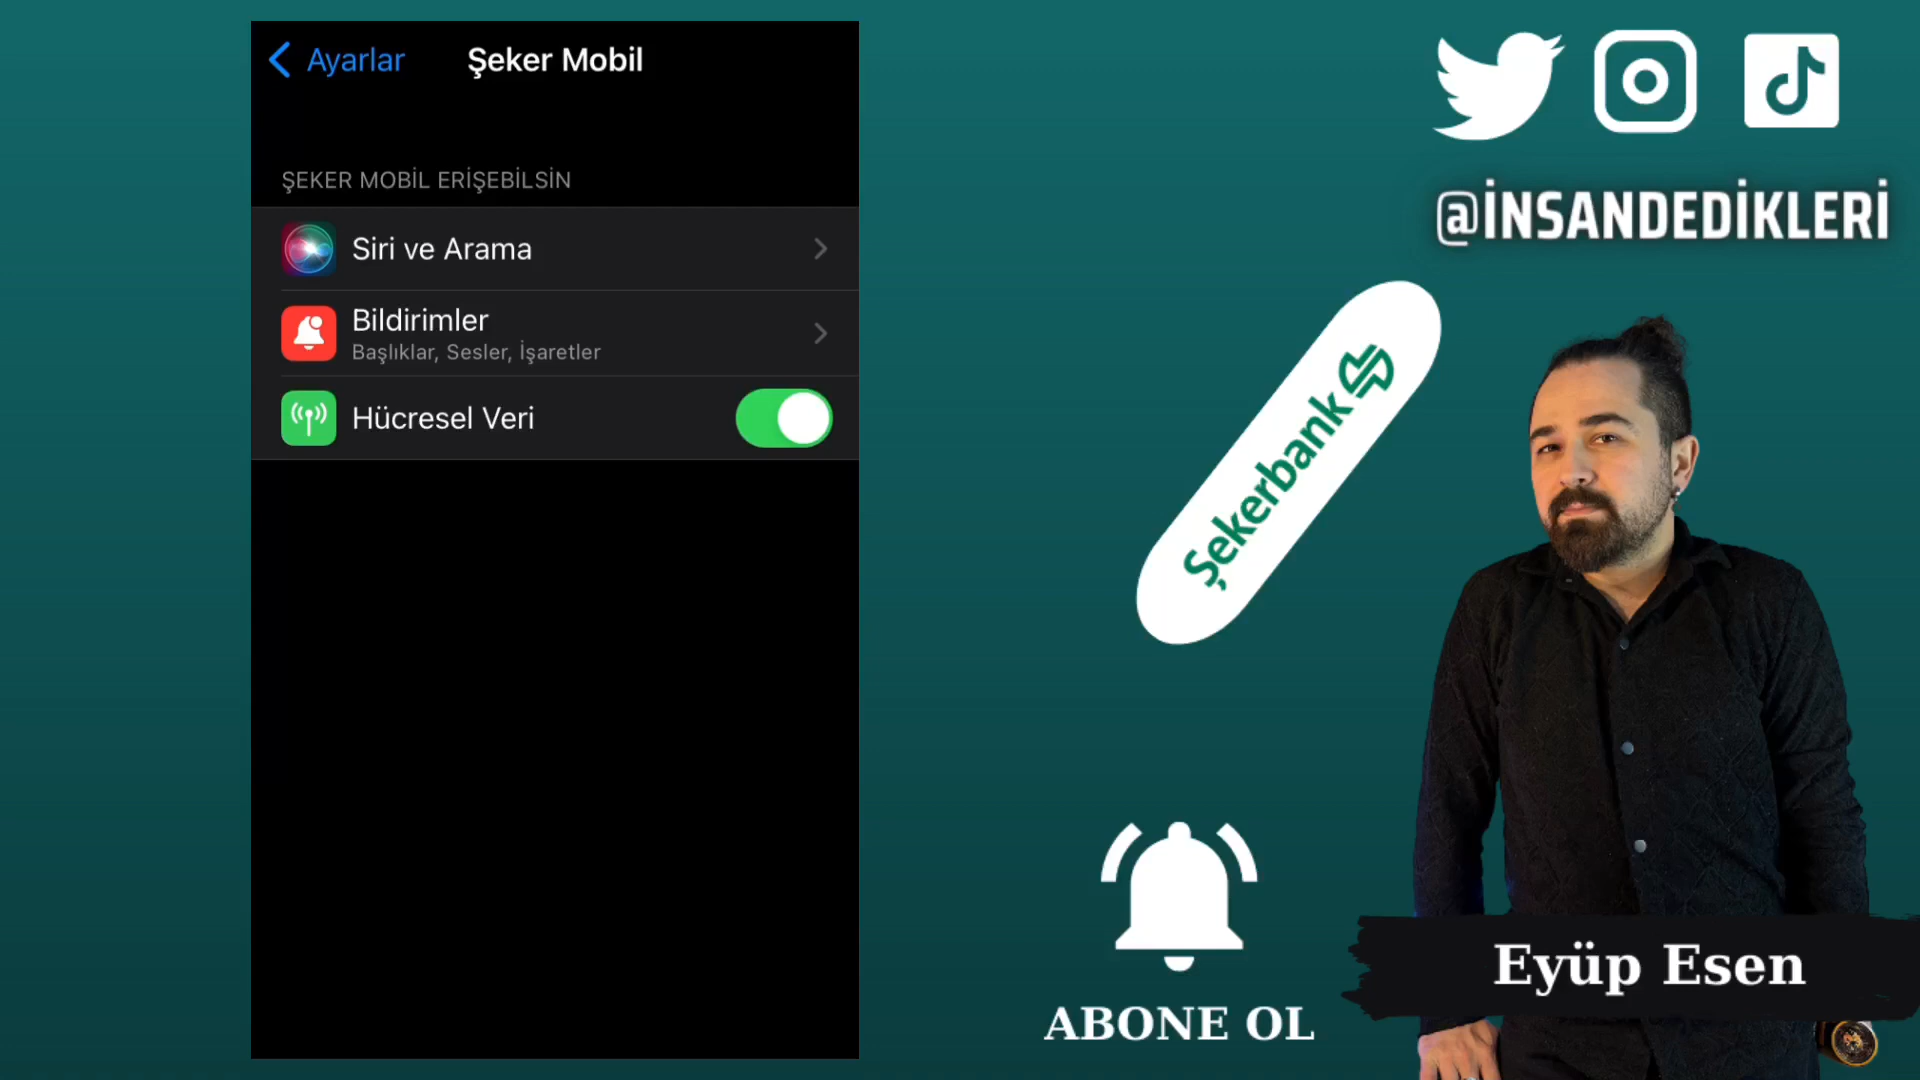 Ayarlar
Şeker Mobil
ŞEKER MOBİL ERİŞEBİLSİN
Siri ve Arama
Bildirimler
Başlıklar, Sesler, İşaretler
Hücresel Veri
@İNSANDEDİKLERİ
Şekerbank
ABONE OL
Eyüp Esen